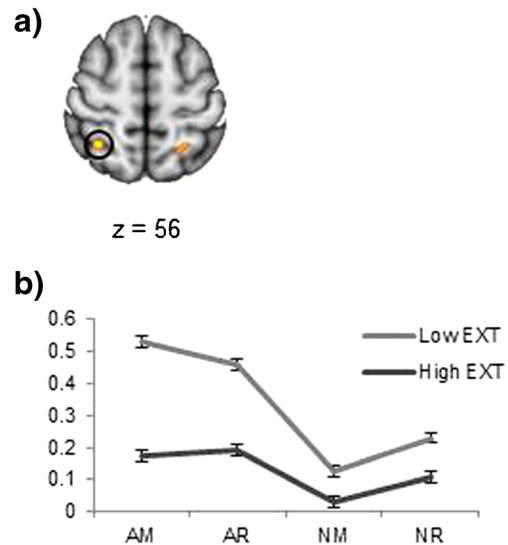 a)
z = 56
b)
0.6
0.5
0.4
0.3
0.2
0.1
0
Low EXT
High EXT
AM AR NM NR